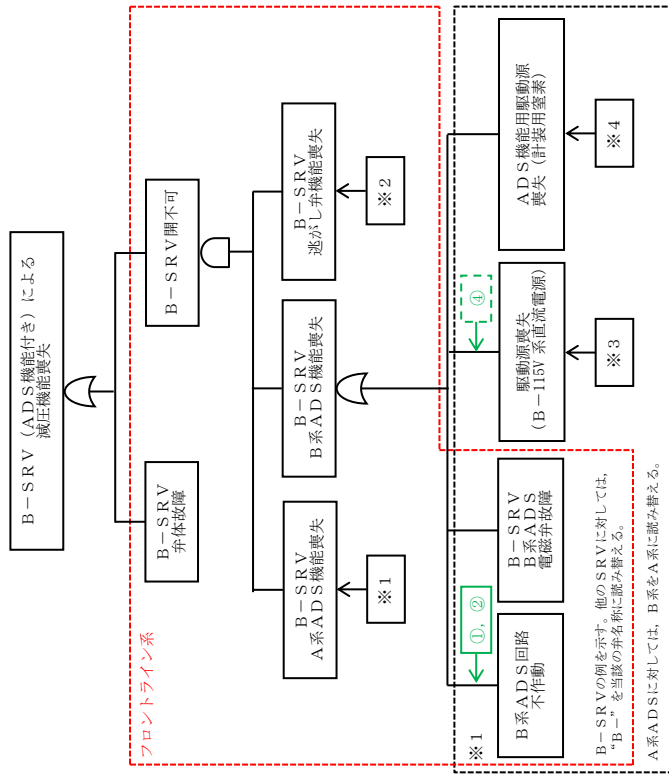 B－SRV（ADS機能付き）による
減圧機能喪失
フロントライン系
B－SRV
弁体故障
B－SRV開不可
B－SRV
A系ADS機能喪失
※1
B－SRV
B系ADS機能喪失
B－SRV
逃がし弁機能喪失
※2
※1
①，②
B系ADS回路
不作動
B－SRV
B系ADS
電磁弁故障
④
駆動源喪失
（B－115V 系直流電源）
※3
ADS機能用駆動源
喪失（計装用窒素）
※4
B－SRVの例を示す。他のSRVに対しては，
“B－”を当該の弁名称に読み替える。
A系ADSに対しては，B系をA系に読み替える。